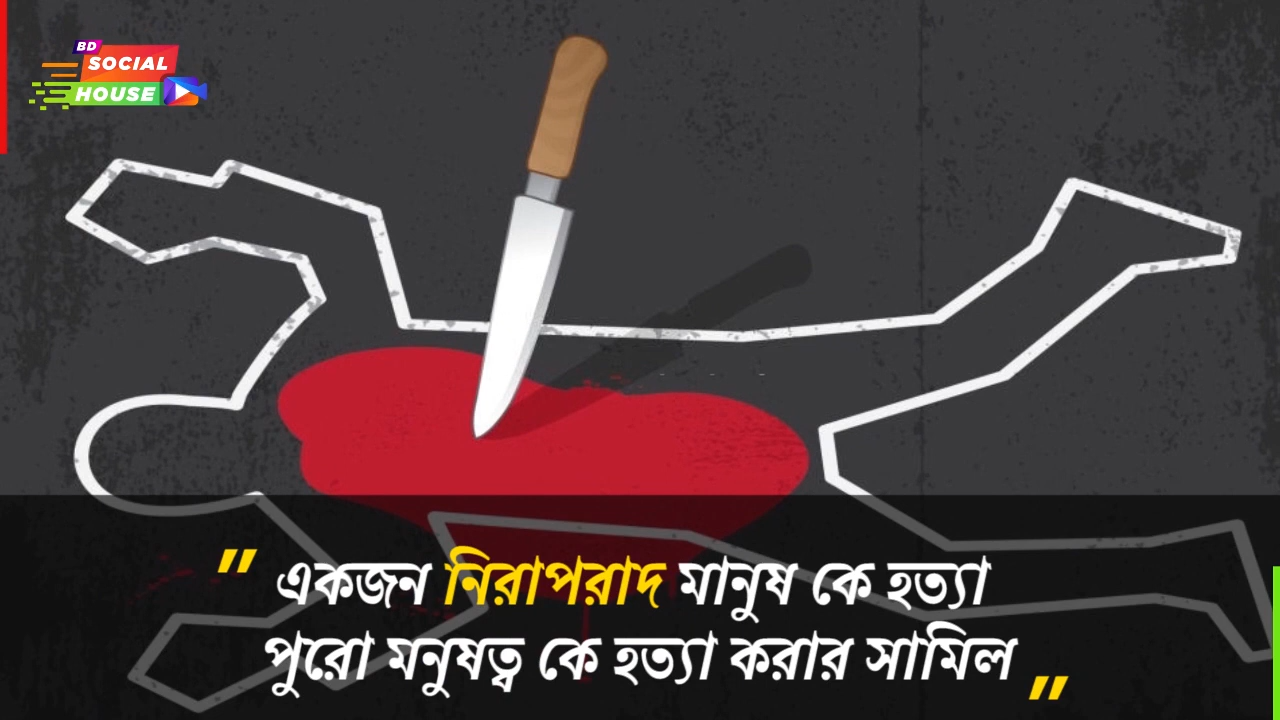 BD
SOCIAL
HOUSE
" একজন নিরাপরাদ মানুষ কে হত্যা
পুরো মনুষত্ব কে হত্যা করার সামিল "